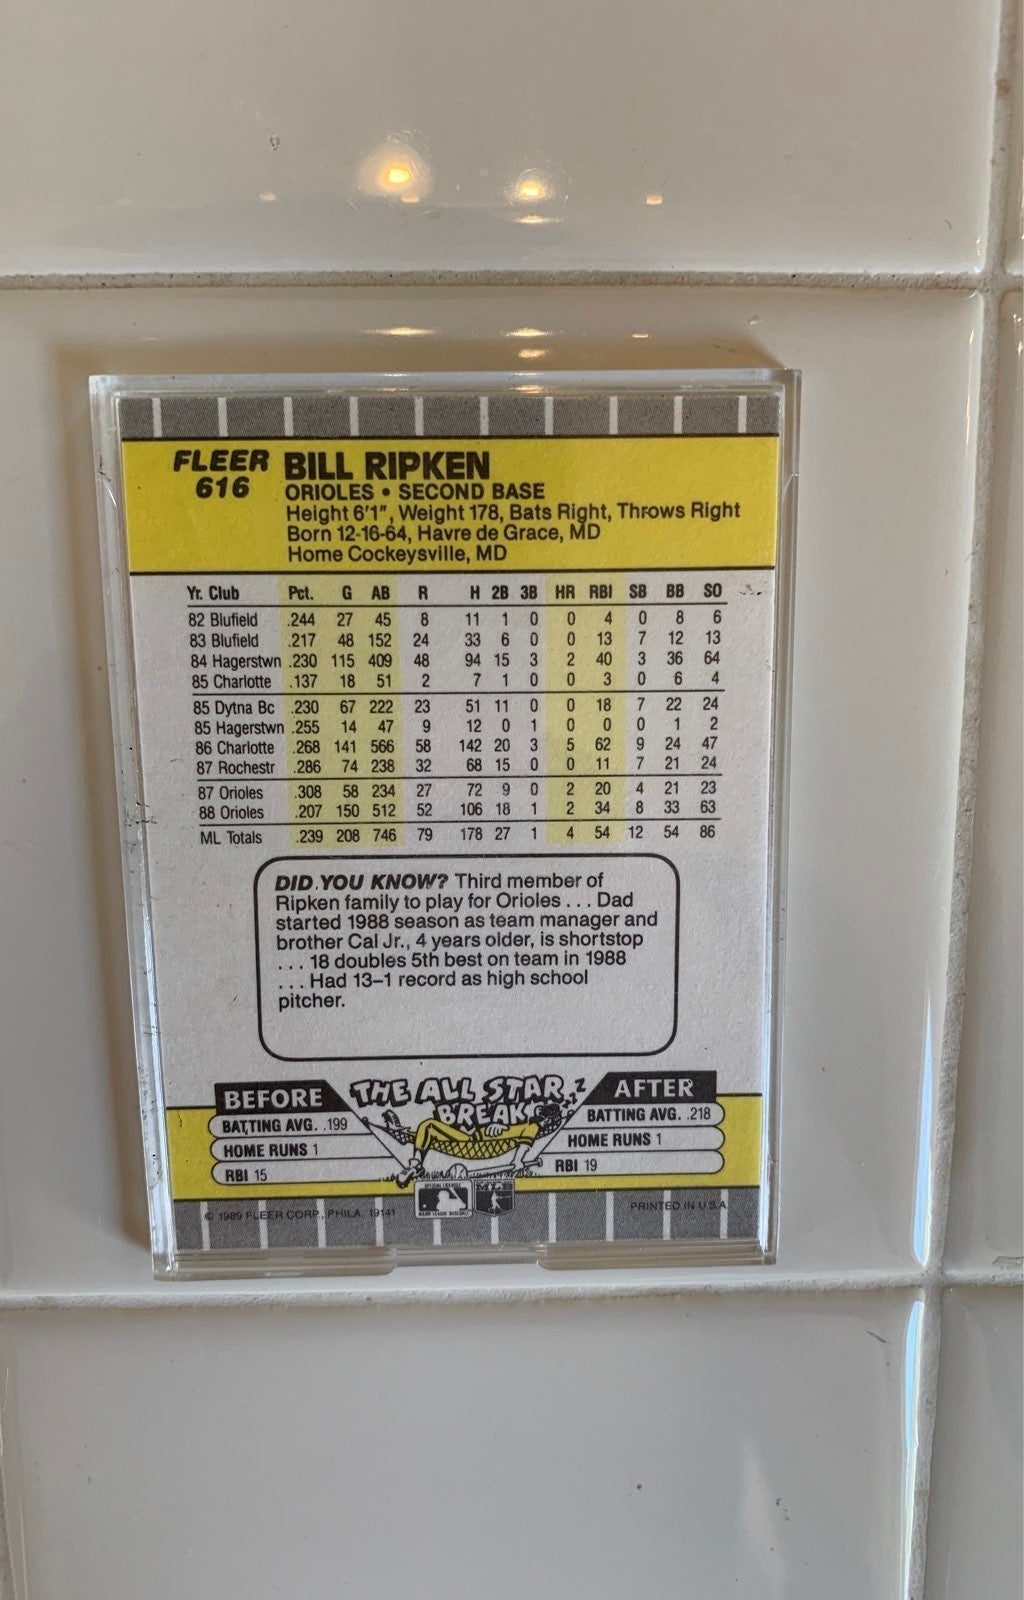 FLEER BILL RIPKEN
616 ORIOLES • SECOND BASE
Height 6'1", Weight 178, Bats Right, Throws Right
Born 12-16-64, Havre de Grace, MD
Home Cockeysville, MD
Yr. Club Pct. G AB R H 2B 3B HR RBI SB BB SO
82 Blufield .244 27 45 8 11 1 0 0 4 0 8 6
83 Blufield .217 48 152 24 33 6 0 0 13 7 12 13
84 Hagerstwn .230 115 409 48 94 15 3 2 40 3 36 64
85 Charlotte .137 18 51 2 7 1 0 0 3 0 6 4
85 Dytna Bc .230 67 222 23 51 11 0 0 18 7 22 24
85 Hagerstwn .255 14 47 9 12 0 1 0 0 0 1 2
86 Charlotte .268 141 566 58 142 20 3 5 62 9 24 47
87 Rochestr .286 74 238 32 68 15 0 0 11 7 21 24
87 Orioles .308 58 234 27 72 9 0 2 20 4 21 23
88 Orioles .207 150 512 52 106 18 1 2 34 8 33 63
ML Totals .239 208 746 79 178 27 1 4 54 12 54 86
DID YOU KNOW? Third member of
Ripken family to play for Orioles . . . Dad
started 1988 season as team manager and
brother Cal Jr., 4 years older, is shortstop
. . . 18 doubles 5th best on team in 1988
. . . Had 13–1 record as high school
pitcher.
BEFORE THE ALL STAR BREAK Z Z Z AFTER
BATTING AVG. .199 BATTING AVG. .218
HOME RUNS 1 HOME RUNS 1
RBI 15 RBI 19
OFFICIAL LICENSEE MLB
MAJOR LEAGUE BASEBALL
© 1989 FLEER CORP., PHILA. 19141 PRINTED IN U.S.A.